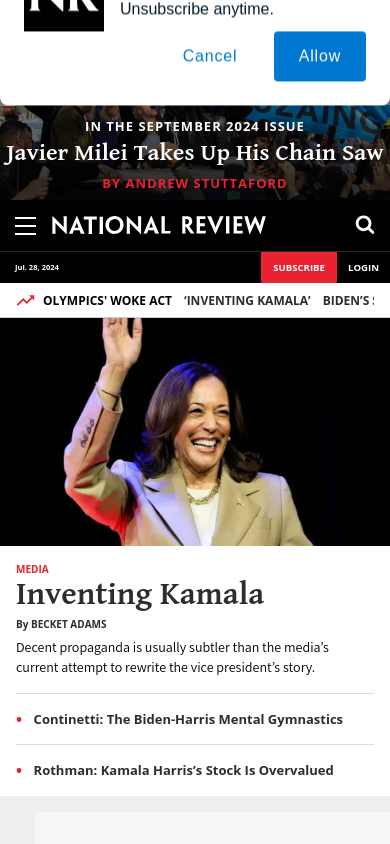 NR
Unsubscribe anytime.
Cancel
Allow
IN THE SEPTEMBER 2024 ISSUE
Javier Milei Takes Up His Chain Saw
BY ANDREW STUTTAFORD
NATIONAL REVIEW
Jul. 28, 2024
SUBSCRIBE
LOGIN
OLYMPICS' WOKE ACT ‘INVENTING KAMALA’ BIDEN’S
MEDIA
Inventing Kamala
By BECKET ADAMS
Decent propaganda is usually subtler than the media’s
current attempt to rewrite the vice president’s story.
• Continetti: The Biden-Harris Mental Gymnastics
• Rothman: Kamala Harris’s Stock Is Overvalued